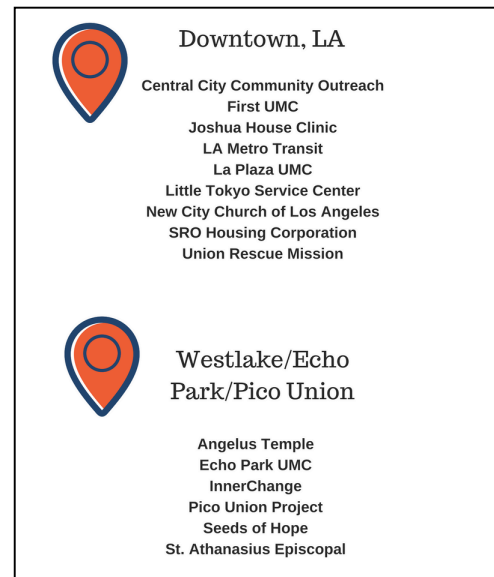 Downtown, LA
Central City Community Outreach
First UMC
Joshua House Clinic
LA Metro Transit
La Plaza UMC
Little Tokyo Service Center
New City Church of Los Angeles
SRO Housing Corporation
Union Rescue Mission
Westlake/Echo
Park/Pico Union
Angelus Temple
Echo Park UMC
InnerChange
Pico Union Project
Seeds of Hope
St. Athanasius Episcopal